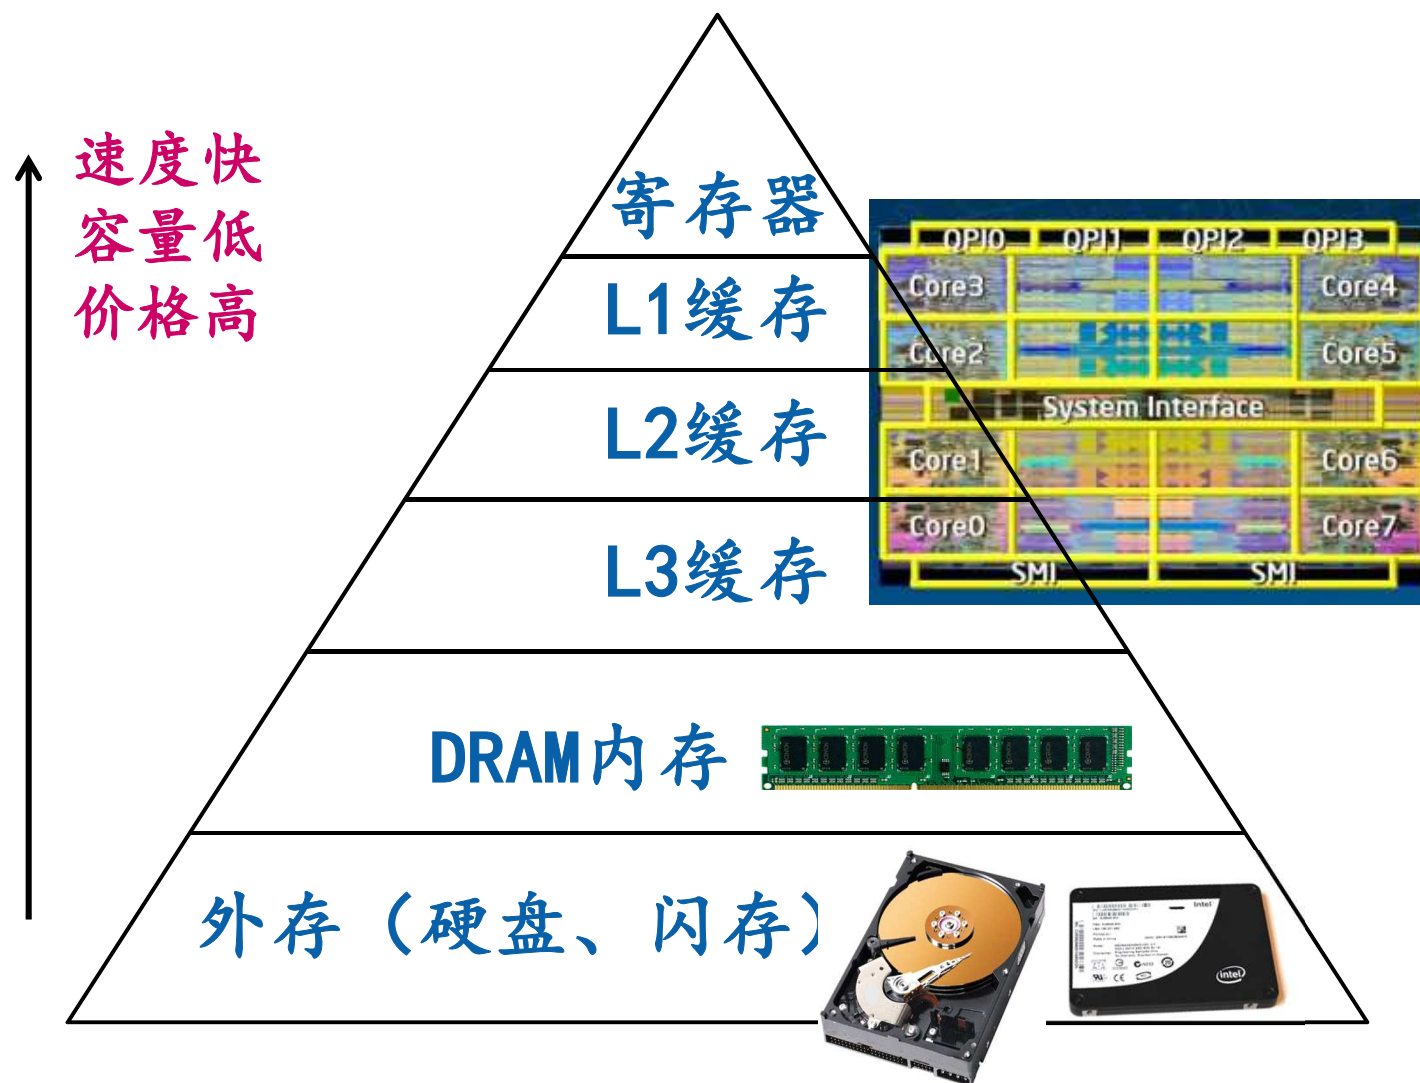 速度快
容量低
价格高
寄存器
L1缓存
L2缓存
L3缓存
DRAM内存
外存（硬盘、闪存）
QPI0 QPI1 QPI2 QPI3
Core3 Core4
Core2 Core5
System Interface
Core1 Core6
Core0 Core7
SMI SMI
intel
intel